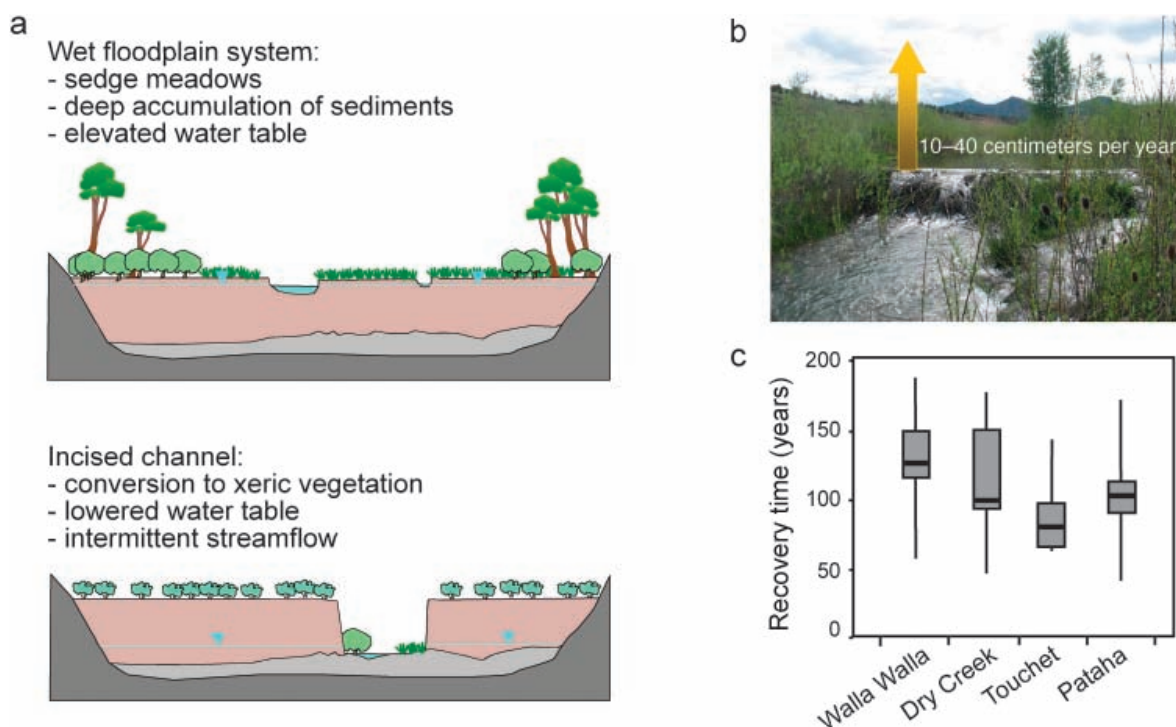 a
Wet floodplain system:
- sedge meadows
- deep accumulation of sediments
- elevated water table
Incised channel:
- conversion to xeric vegetation
- lowered water table
- intermittent streamflow
b
10–40 centimeters per year
c
Recovery time (years)
200
150
100
50
0
Walla Walla
Dry Creek
Touchet
Pataha